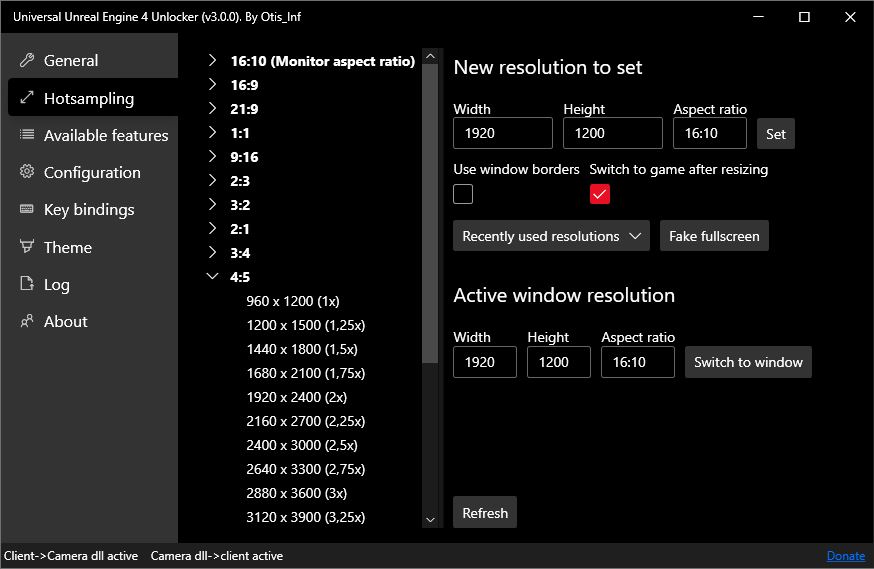 Universal Unreal Engine 4 Unlocker (v3.0.0). By Otis_Inf
General
Hotsampling
Available features
Configuration
Key bindings
Theme
Log
About
16:10 (Monitor aspect ratio)
16:9
21:9
1:1
9:16
2:3
3:2
2:1
3:4
4:5
960 x 1200 (1x)
1200 x 1500 (1,25x)
1440 x 1800 (1,5x)
1680 x 2100 (1,75x)
1920 x 2400 (2x)
2160 x 2700 (2,25x)
2400 x 3000 (2,5x)
2640 x 3300 (2,75x)
2880 x 3600 (3x)
3120 x 3900 (3,25x)
New resolution to set
Width Height Aspect ratio
1920 1200 16:10 Set
Use window borders Switch to game after resizing
Recently used resolutions Fake fullscreen
Active window resolution
Width Height Aspect ratio
1920 1200 16:10 Switch to window
Refresh
Client->Camera dll active Camera dll->client active Donate